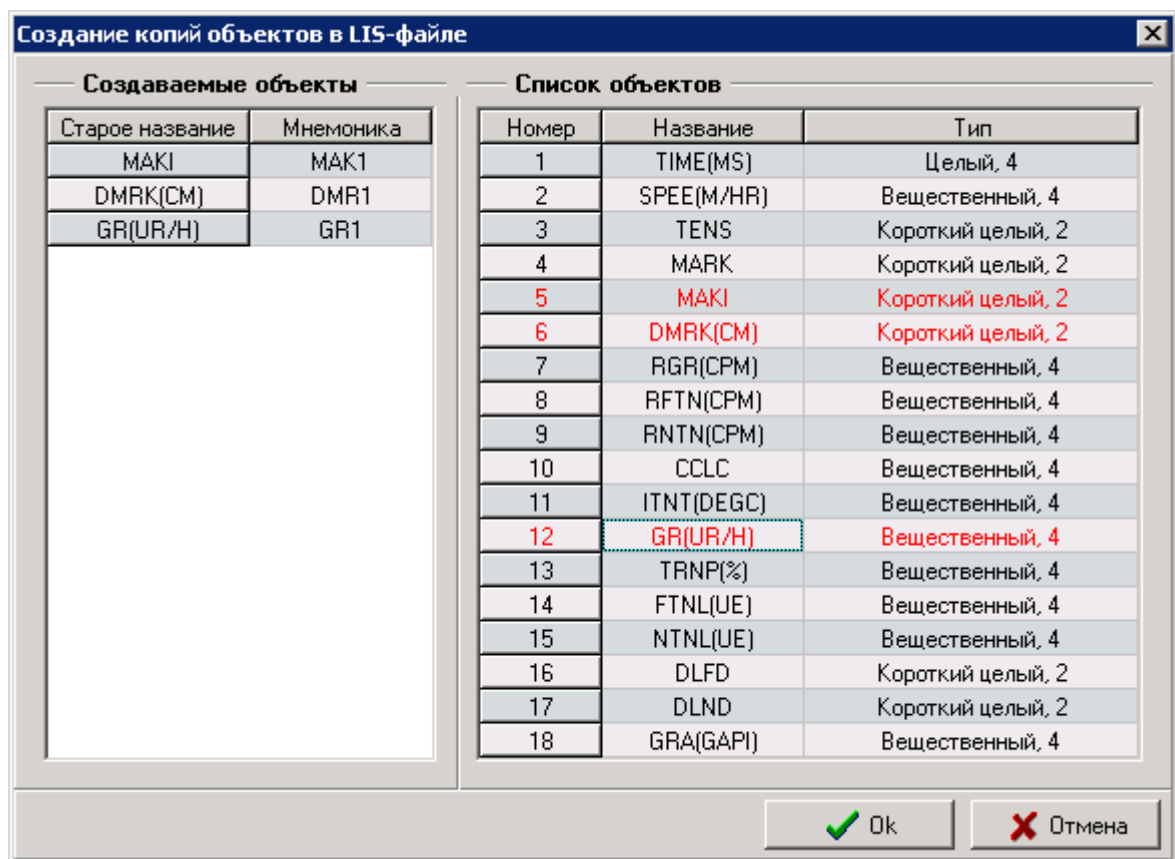 Создание копий объектов в LIS-файле
Создаваемые объекты
Старое название Мнемоника
MAKI MAK1
DMRK(CM) DMR1
GR(UR/H) GR1
Список объектов
Номер Название Тип
1 TIME(MS) Целый, 4
2 SPEE(M/HR) Вещественный, 4
3 TENS Короткий целый, 2
4 MARK Короткий целый, 2
5 MAKI Короткий целый, 2
6 DMRK(CM) Короткий целый, 2
7 RGR(CPM) Вещественный, 4
8 RFTN(CPM) Вещественный, 4
9 RNTN(CPM) Вещественный, 4
10 CCLC Вещественный, 4
11 ITNT(DEGC) Вещественный, 4
12 GR(UR/H) Вещественный, 4
13 TRNP(%) Вещественный, 4
14 FTNL(UE) Вещественный, 4
15 NTNL(UE) Вещественный, 4
16 DLFD Короткий целый, 2
17 DLND Короткий целый, 2
18 GRA(GAPI) Вещественный, 4
Ok Отмена